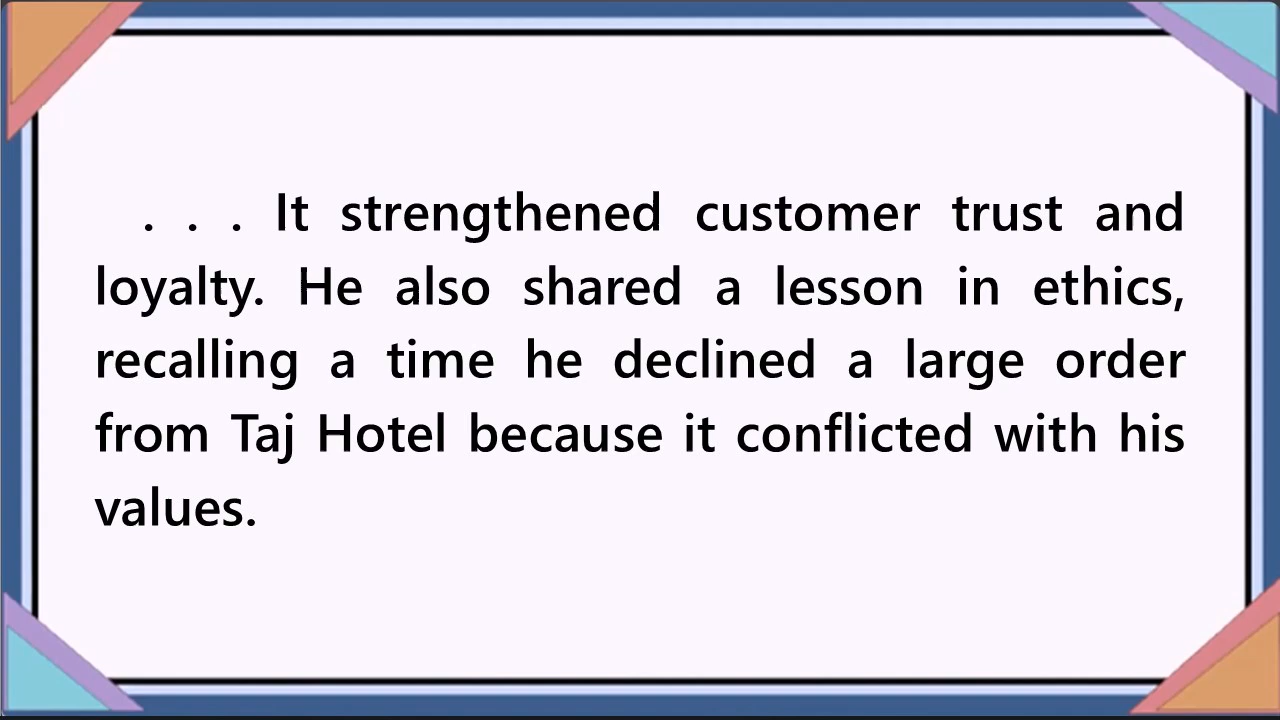 . . . It strengthened customer trust and
loyalty. He also shared a lesson in ethics,
recalling a time he declined a large order
from Taj Hotel because it conflicted with his
values.